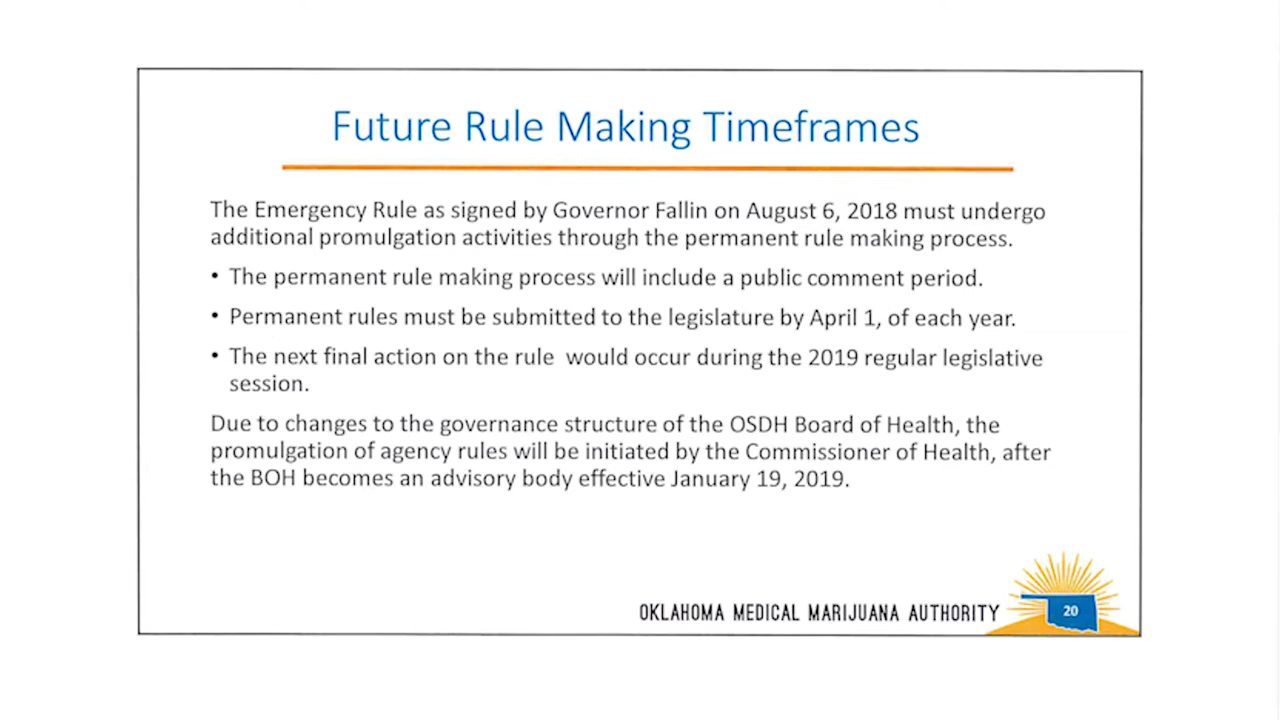 Future Rule Making Timeframes
The Emergency Rule as signed by Governor Fallin on August 6, 2018 must undergo
additional promulgation activities through the permanent rule making process.
• The permanent rule making process will include a public comment period.
• Permanent rules must be submitted to the legislature by April 1, of each year.
• The next final action on the rule would occur during the 2019 regular legislative
session.
Due to changes to the governance structure of the OSDH Board of Health, the
promulgation of agency rules will be initiated by the Commissioner of Health, after
the BOH becomes an advisory body effective January 19, 2019.
OKLAHOMA MEDICAL MARIJUANA AUTHORITY
20